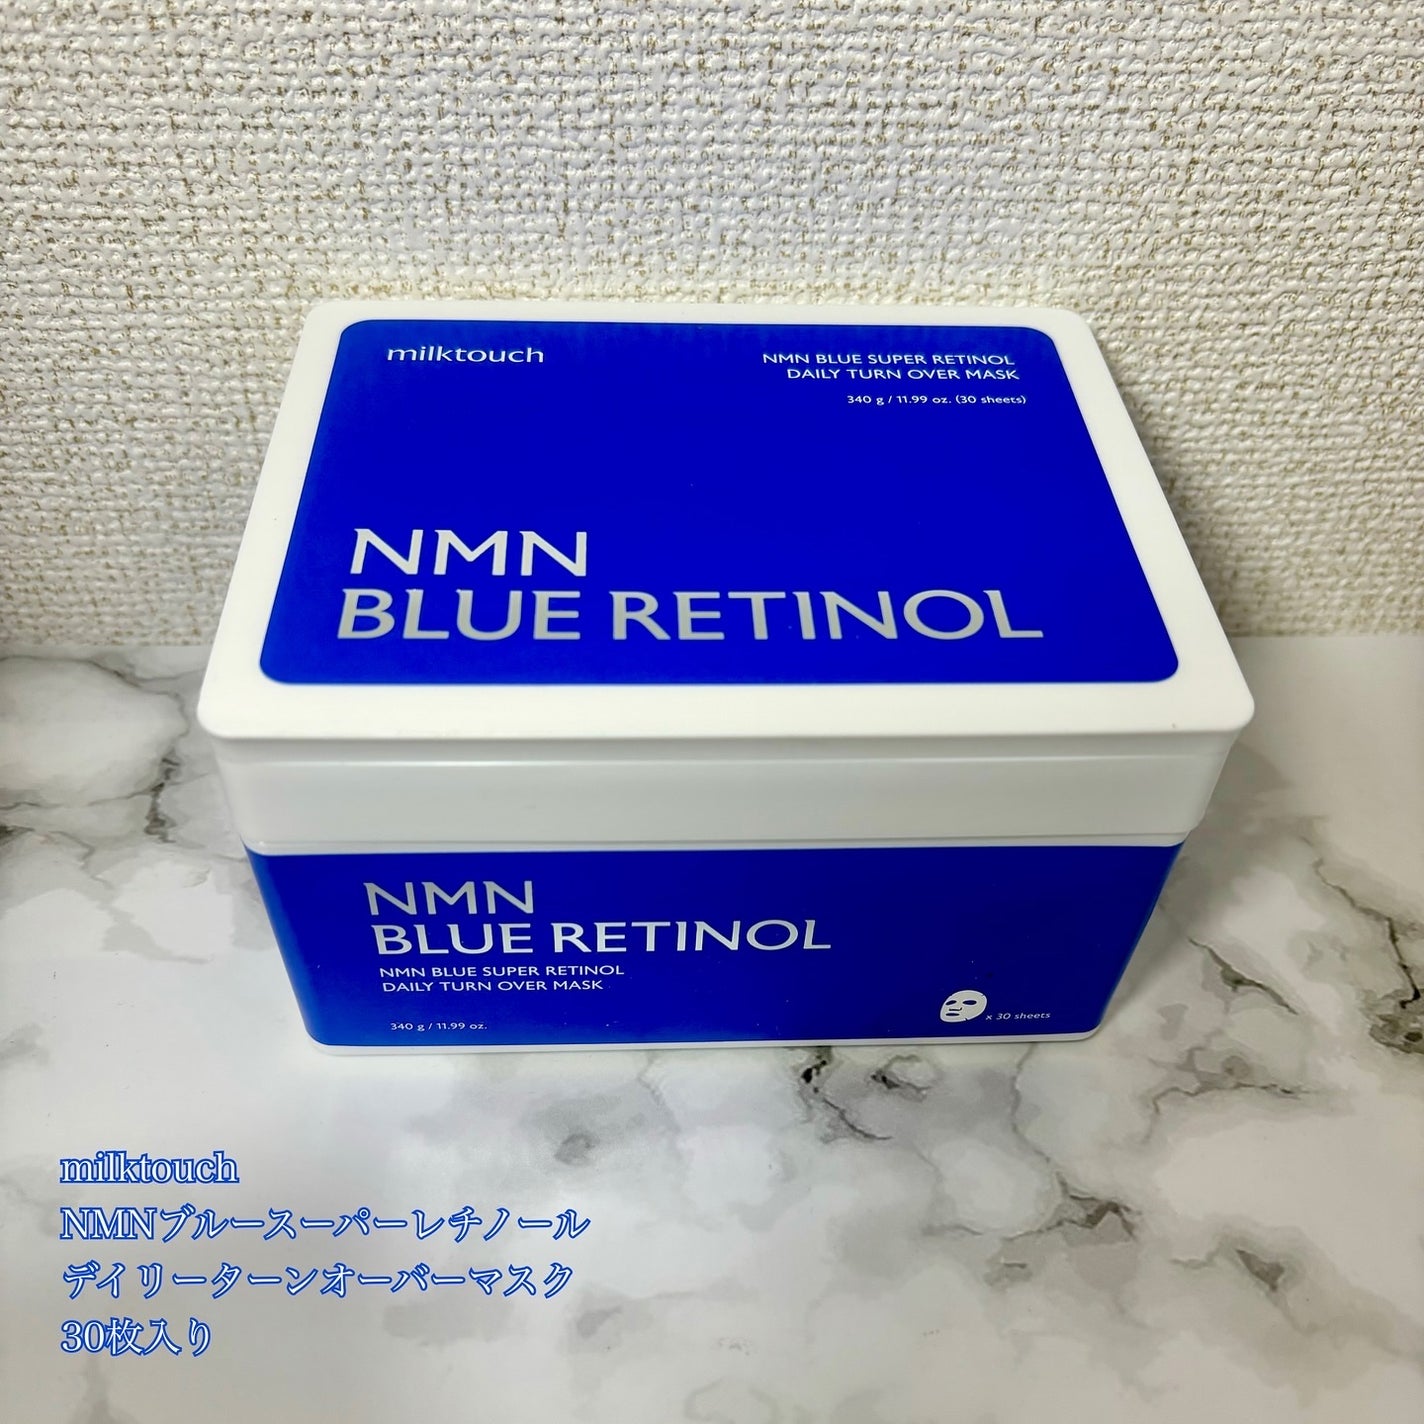 milktouch
NMN BLUE SUPER RETINOL
DAILY TURN OVER MASK
340 g / 11.99 oz. (30 sheets)
NMN
BLUE RETINOL
NMN
BLUE RETINOL
NMN BLUE SUPER RETINOL
DAILY TURN OVER MASK
340 g / 11.99 oz.
× 30 sheets
milktouch
NMNブルースーパーレチノール
デイリーターンオーバーマスク
30枚入り